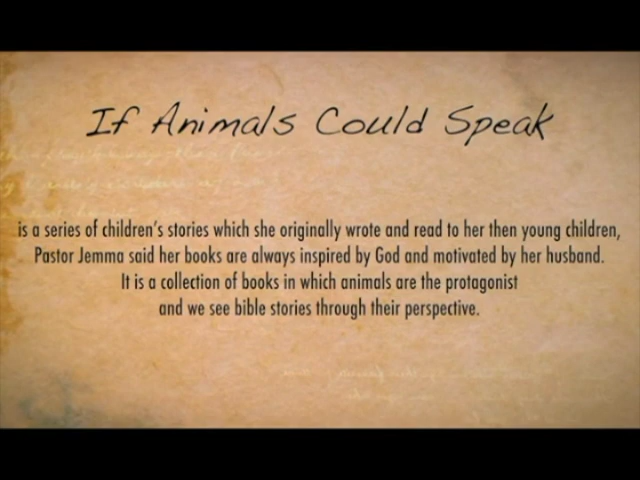 If Animals Could Speak
is a series of children's stories which she originally wrote and read to her then young children,
Pastor Jemma said her books are always inspired by God and motivated by her husband.
It is a collection of books in which animals are the protagonist
and we see bible stories through their perspective.